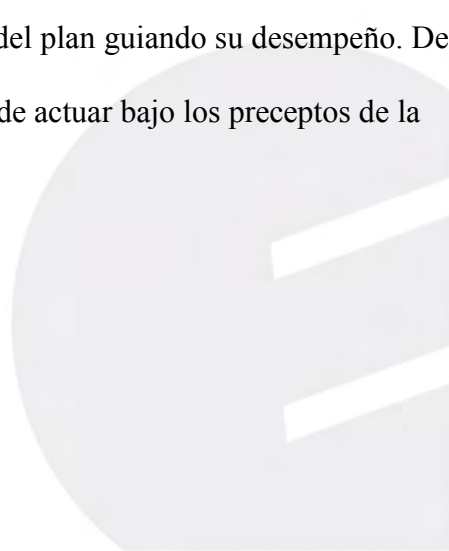 del plan guiando su desempeño. De
de actuar bajo los preceptos de la